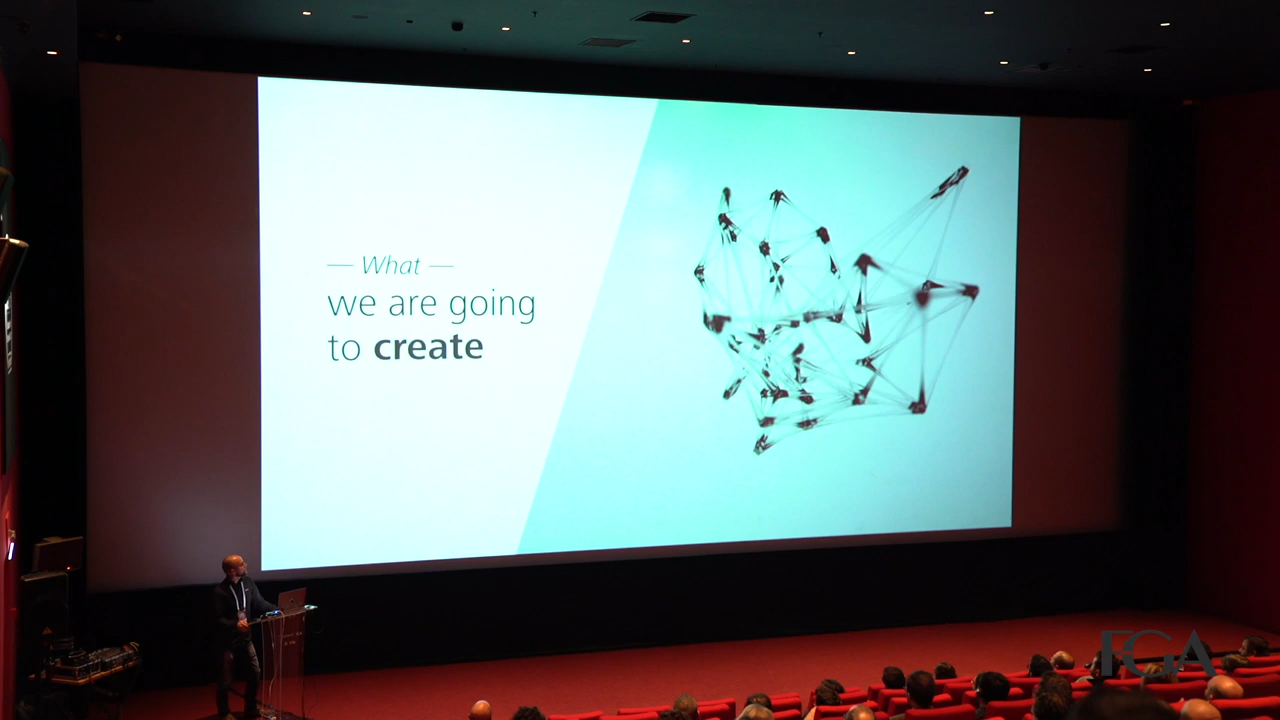 — What —
we are going
to create
FGA